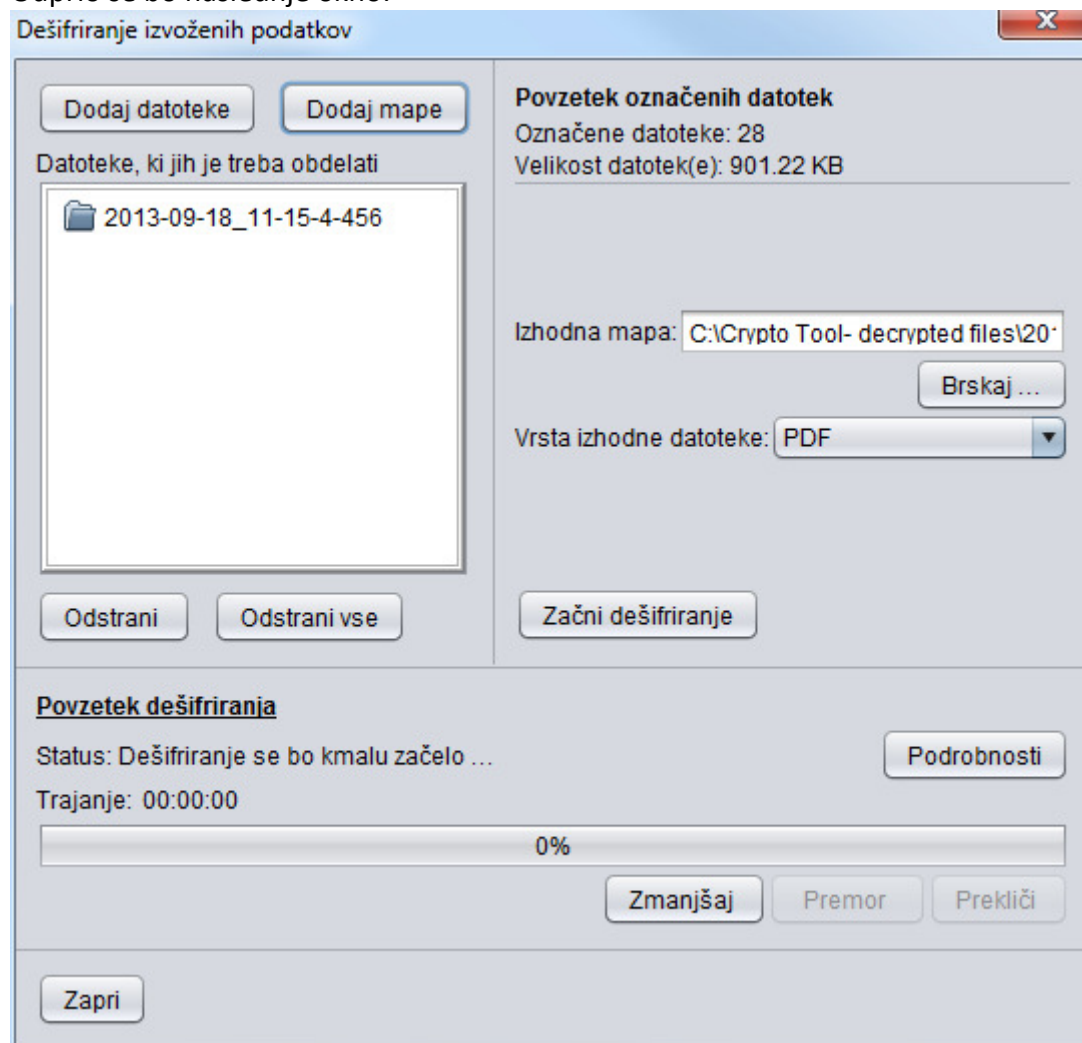 Dešifriranje izvoženih podatkov
Dodaj datoteke
Dodaj mape
Datoteke, ki jih je treba obdelati
2013-09-18_11-15-4-456
Odstrani
Odstrani vse
Povzetek označenih datotek
Označene datoteke: 28
Velikost datotek(e): 901.22 KB
Izhodna mapa: C:\Crypto Tool- decrypted files\20
Brskaj ...
Vrsta izhodne datoteke: PDF
Začni dešifriranje
Povzetek dešifriranja
Status: Dešifriranje se bo kmalu začelo ...
Podrobnosti
Trajanje: 00:00:00
0%
Zmanjšaj
Premor
Prekliči
Zapri